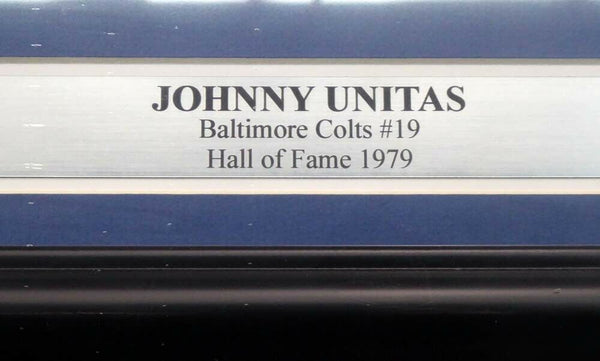 JOHNNY UNITAS
Baltimore Colts #19
Hall of Fame 1979